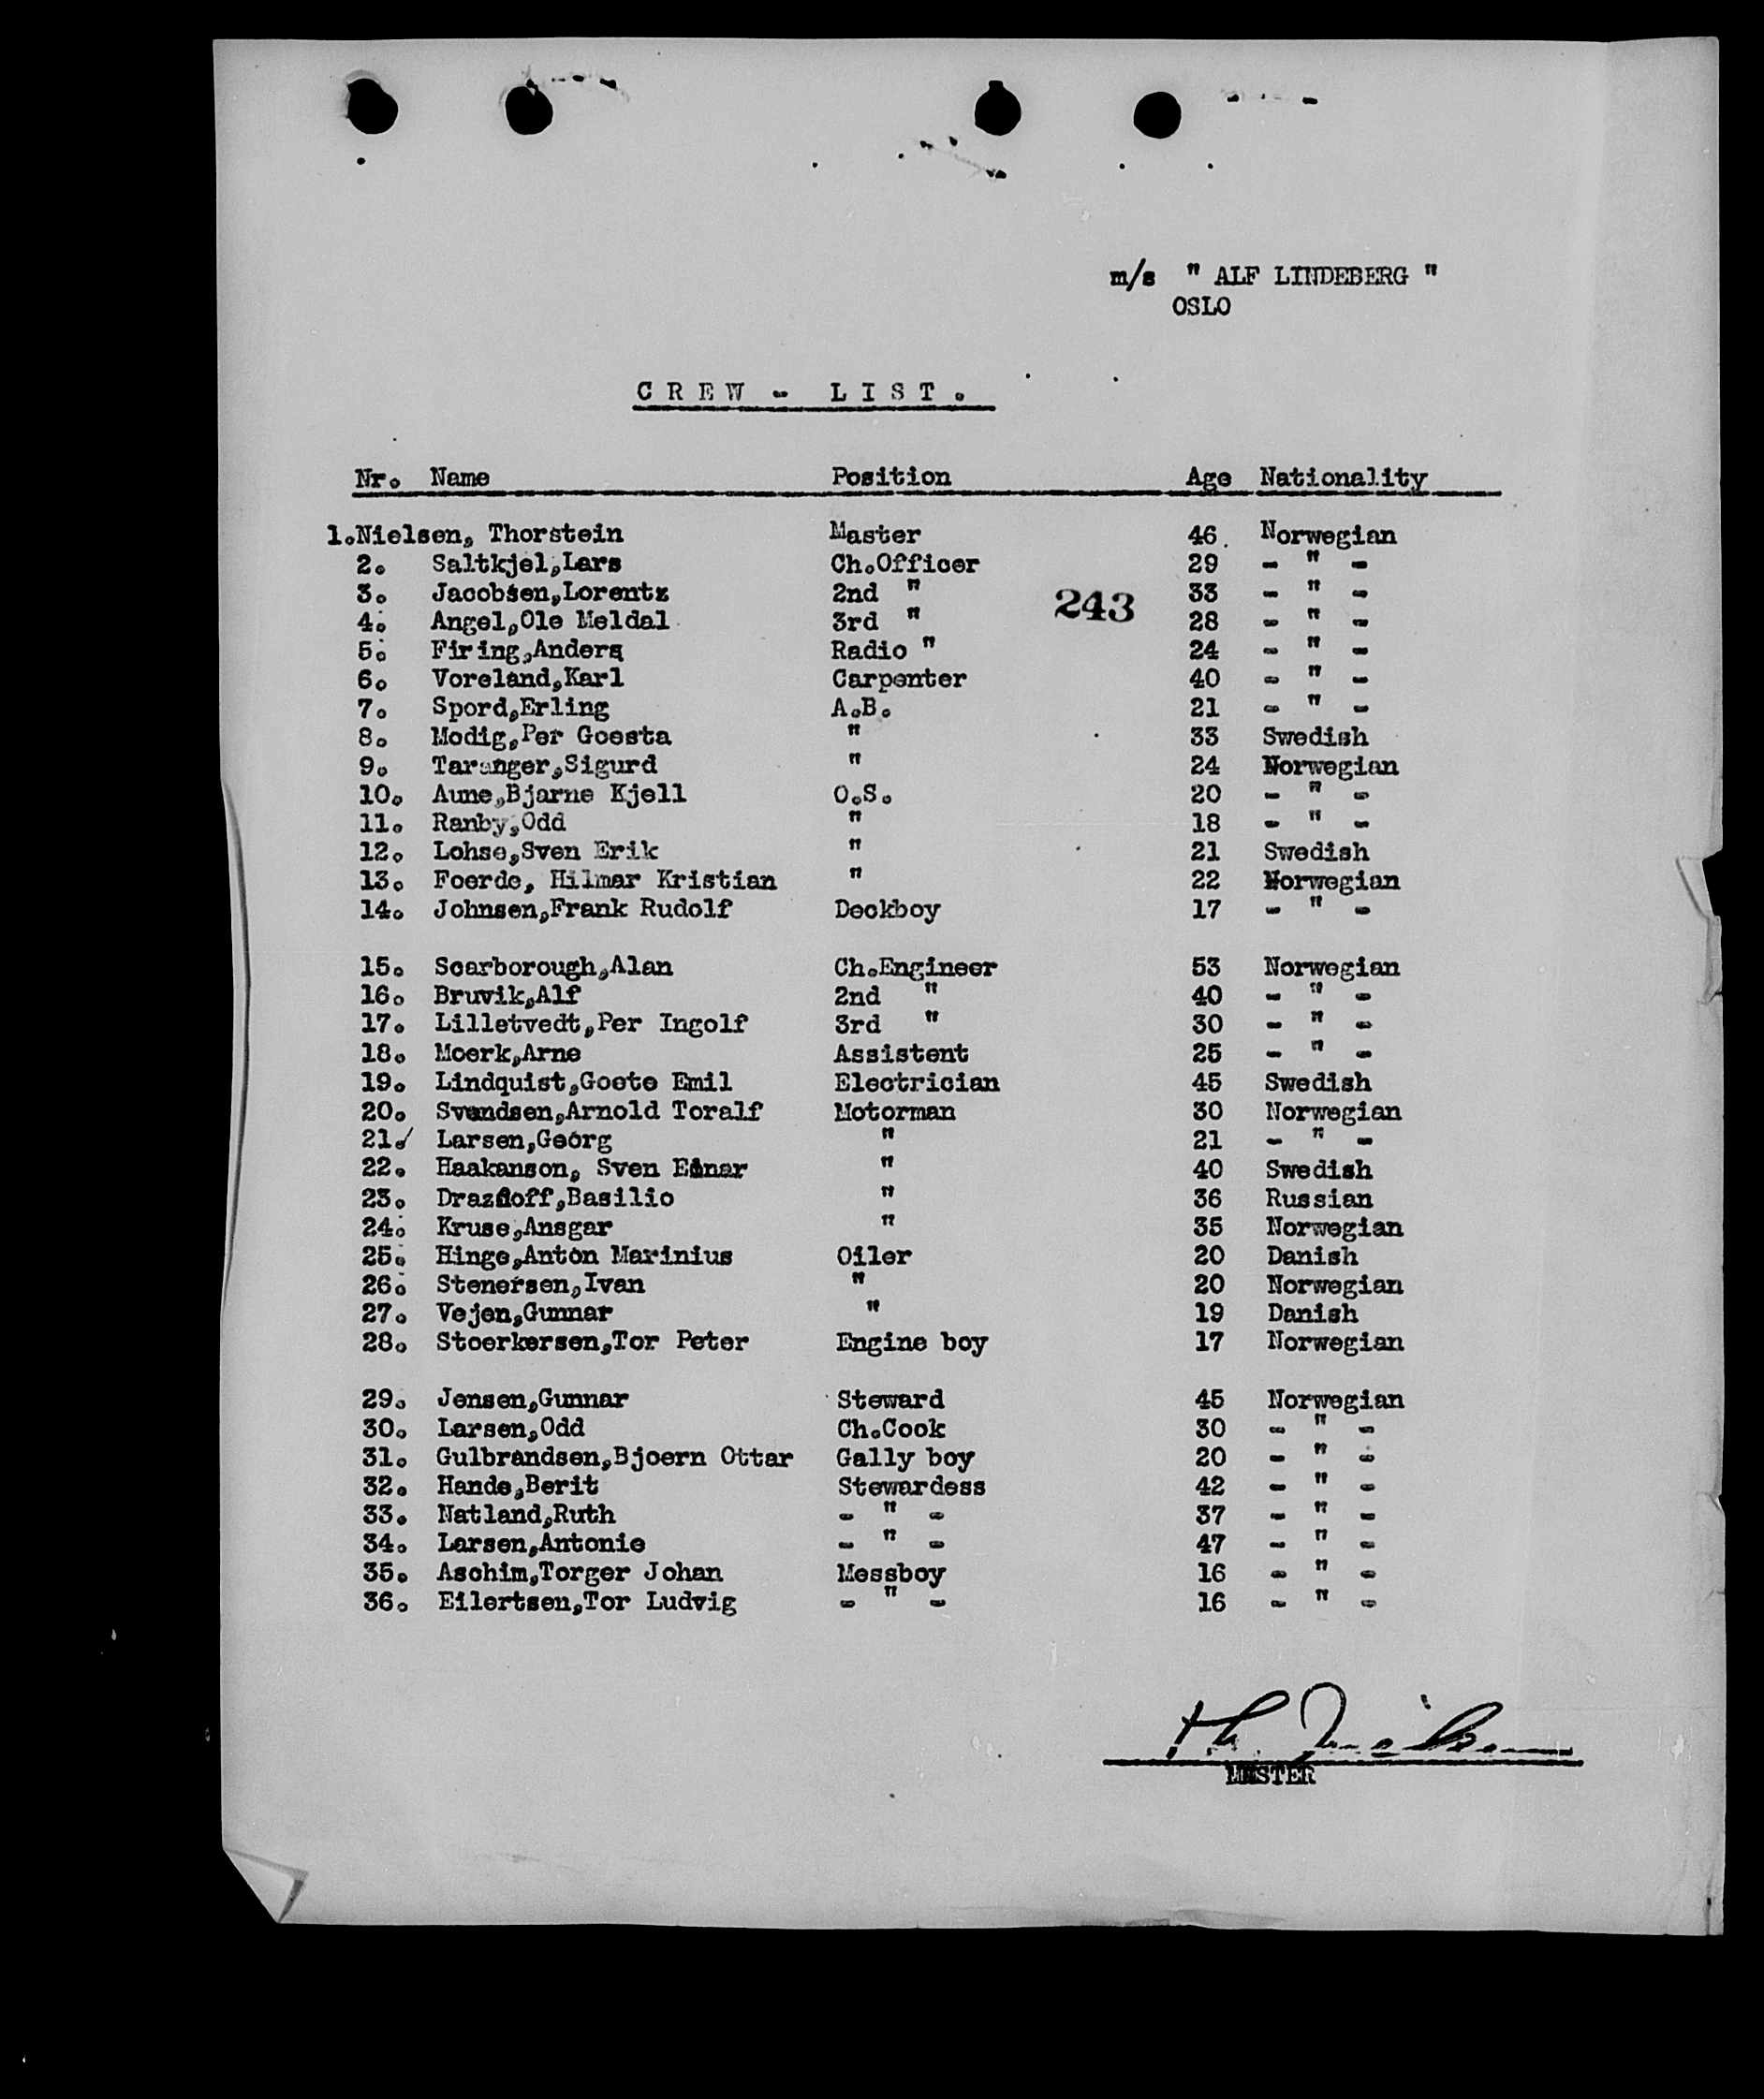 m/s " ALF LINDEBERG "
OSLO
CREW - LIST.
Nr. Name Position Age Nationality
1.Nielsen, Thorstein Master 46. Norwegian
2. Saltkjel,Lars Ch.Officer 29 - " -
3. Jacobsen,Lorentz 2nd " 33 - " -
243
4. Angel,Ole Meldal 3rd " 28 - " -
5. Firing,Anders Radio " 24 - " -
6. Voreland,Karl Carpenter 40 - " -
7. Spord,Erling A.B. 21 - " -
8. Modig,Per Goesta " 33 Swedish
9. Taranger,Sigurd " 24 Norwegian
10. Aune,Bjarne Kjell O.S. 20 - " -
11. Ranby,Odd " 18 - " -
12. Lohse,Sven Erik " 21 Swedish
13. Foerde, Hilmar Kristian " 22 Norwegian
14. Johnsen,Frank Rudolf Deckboy 17 - " -
15. Scarborough,Alan Ch.Engineer 53 Norwegian
16. Bruvik,Alf 2nd " 40 - " -
17. Lilletvedt,Per Ingolf 3rd " 30 - " -
18. Moerk,Arne Assistent 25 - " -
19. Lindquist,Goete Emil Electrician 45 Swedish
20. Svendsen,Arnold Toralf Motorman 30 Norwegian
21. Larsen,Georg " 21 - " -
22. Haakanson, Sven Einar " 40 Swedish
23. Basilio " 36 Russian
24. Kruse,Ansgar " 35 Norwegian
25. Hinge,Anton Marinius Oiler 20 Danish
26. Stenersen,Ivan " 20 Norwegian
27. Vejen,Gunnar " 19 Danish
28. Stoerkersen,Tor Peter Engine boy 17 Norwegian
29. Jensen,Gunnar Steward 45 Norwegian
30. Larsen,Odd Ch.Cook 30 - " -
31. Gulbrandsen,Bjoern Ottar Gally boy 20 - " -
32. Hande,Berit Stewardess 42 - " -
33. Natland,Ruth - " - 37 - " -
34. Larsen,Antonie - " - 47 - " -
35. Aschim,Torger Johan Messboy 16 - " -
36. Eilertsen,Tor Ludvig - " - 16 - " -
Th. Nielsen
MASTER